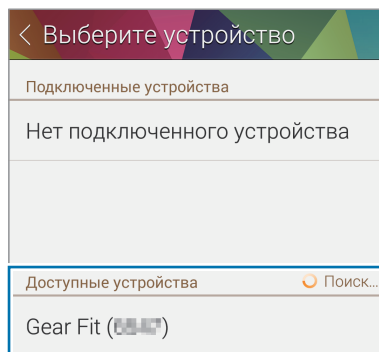 < Выберите устройство
Подключенные устройства
Нет подключенного устройства
Доступные устройства Поиск...
Gear Fit ( )